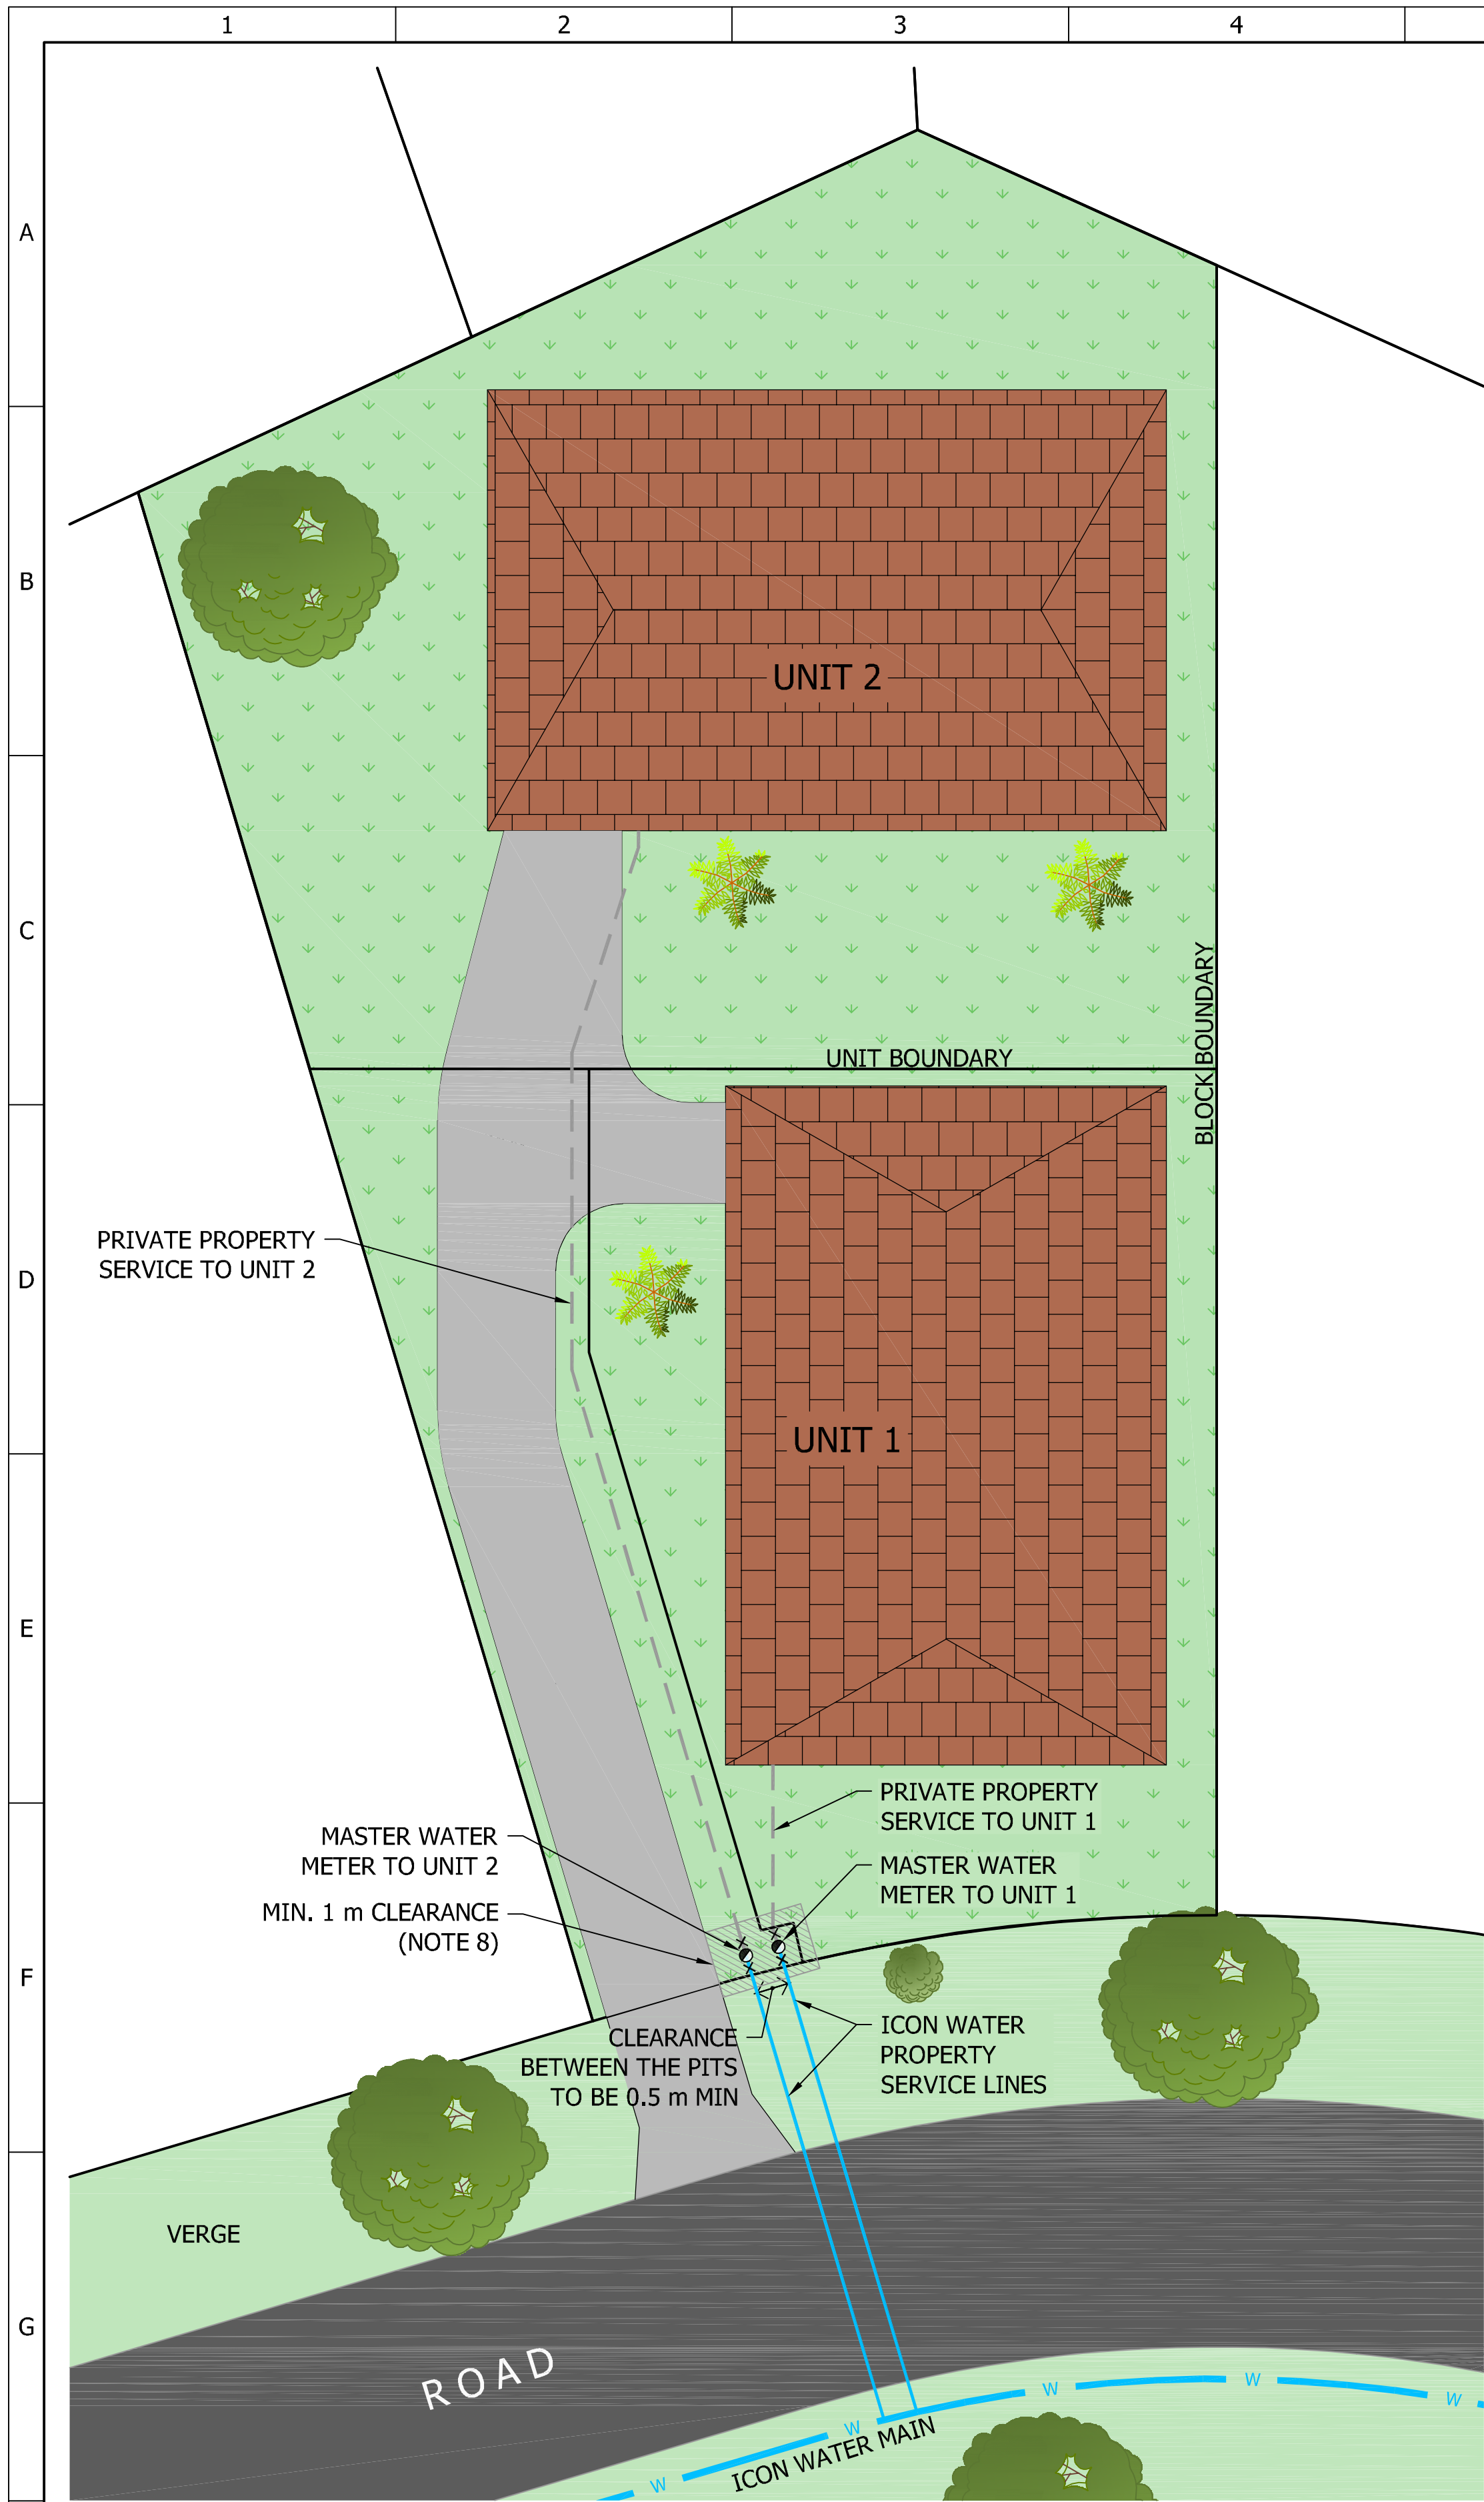 1
2
3
4
A
B
C
D
E
F
G
UNIT 2
BLOCK BOUNDARY
UNIT BOUNDARY
PRIVATE PROPERTY
SERVICE TO UNIT 2
UNIT 1
PRIVATE PROPERTY
SERVICE TO UNIT 1
MASTER WATER
METER TO UNIT 2
MASTER WATER
METER TO UNIT 1
MIN. 1 m CLEARANCE
(NOTE 8)
CLEARANCE
BETWEEN THE PITS
TO BE 0.5 m MIN
ICON WATER
PROPERTY
SERVICE LINES
VERGE
ROAD
W
W
W
W
W
ICON WATER MAIN